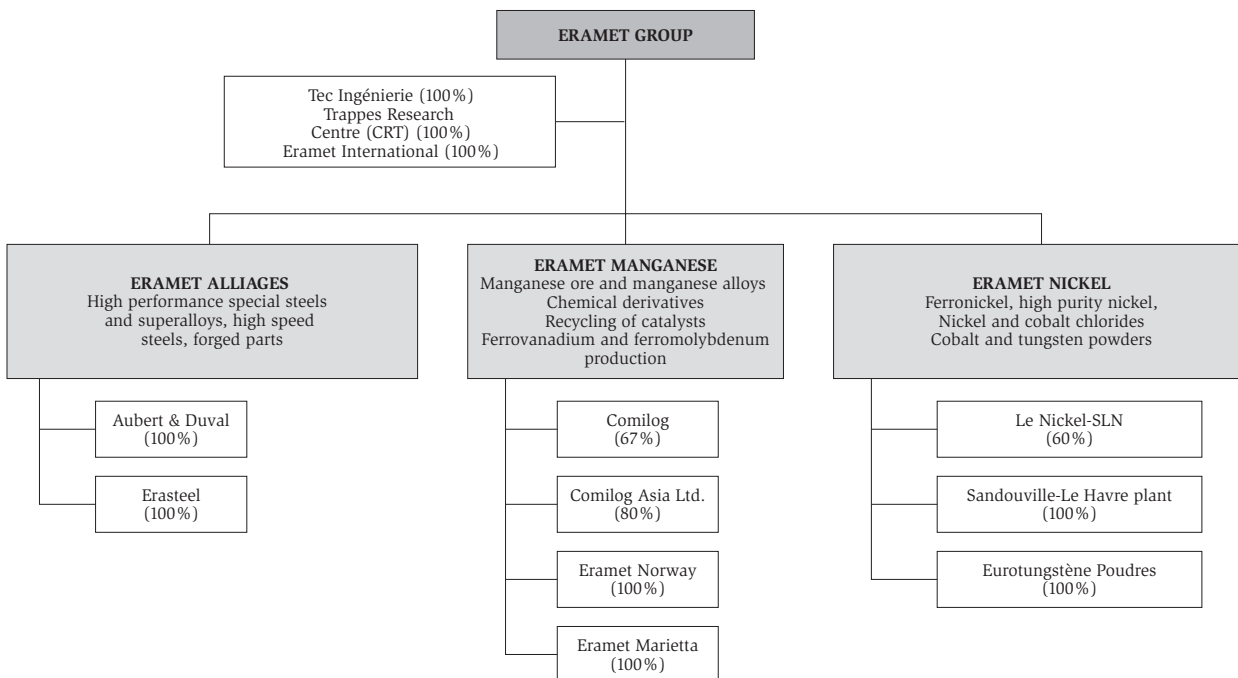 ERAMET GROUP
Tec Ingénierie (100%)
Trappes Research
Centre (CRT) (100%)
Eramet International (100%)
ERAMET ALLIAGES
High performance special steels
and superalloys, high speed
steels, forged parts
Aubert & Duval
(100%)
Erasteel
(100%)
ERAMET MANGANESE
Manganese ore and manganese alloys
Chemical derivatives
Recycling of catalysts
Ferrovanadium and ferromolybdenum
production
Comilog
(67%)
Comilog Asia Ltd.
(80%)
Eramet Norway
(100%)
Eramet Marietta
(100%)
ERAMET NICKEL
Ferronickel, high purity nickel,
Nickel and cobalt chlorides
Cobalt and tungsten powders
Le Nickel-SLN
(60%)
Sandouville-Le Havre plant
(100%)
Eurotungstène Poudres
(100%)